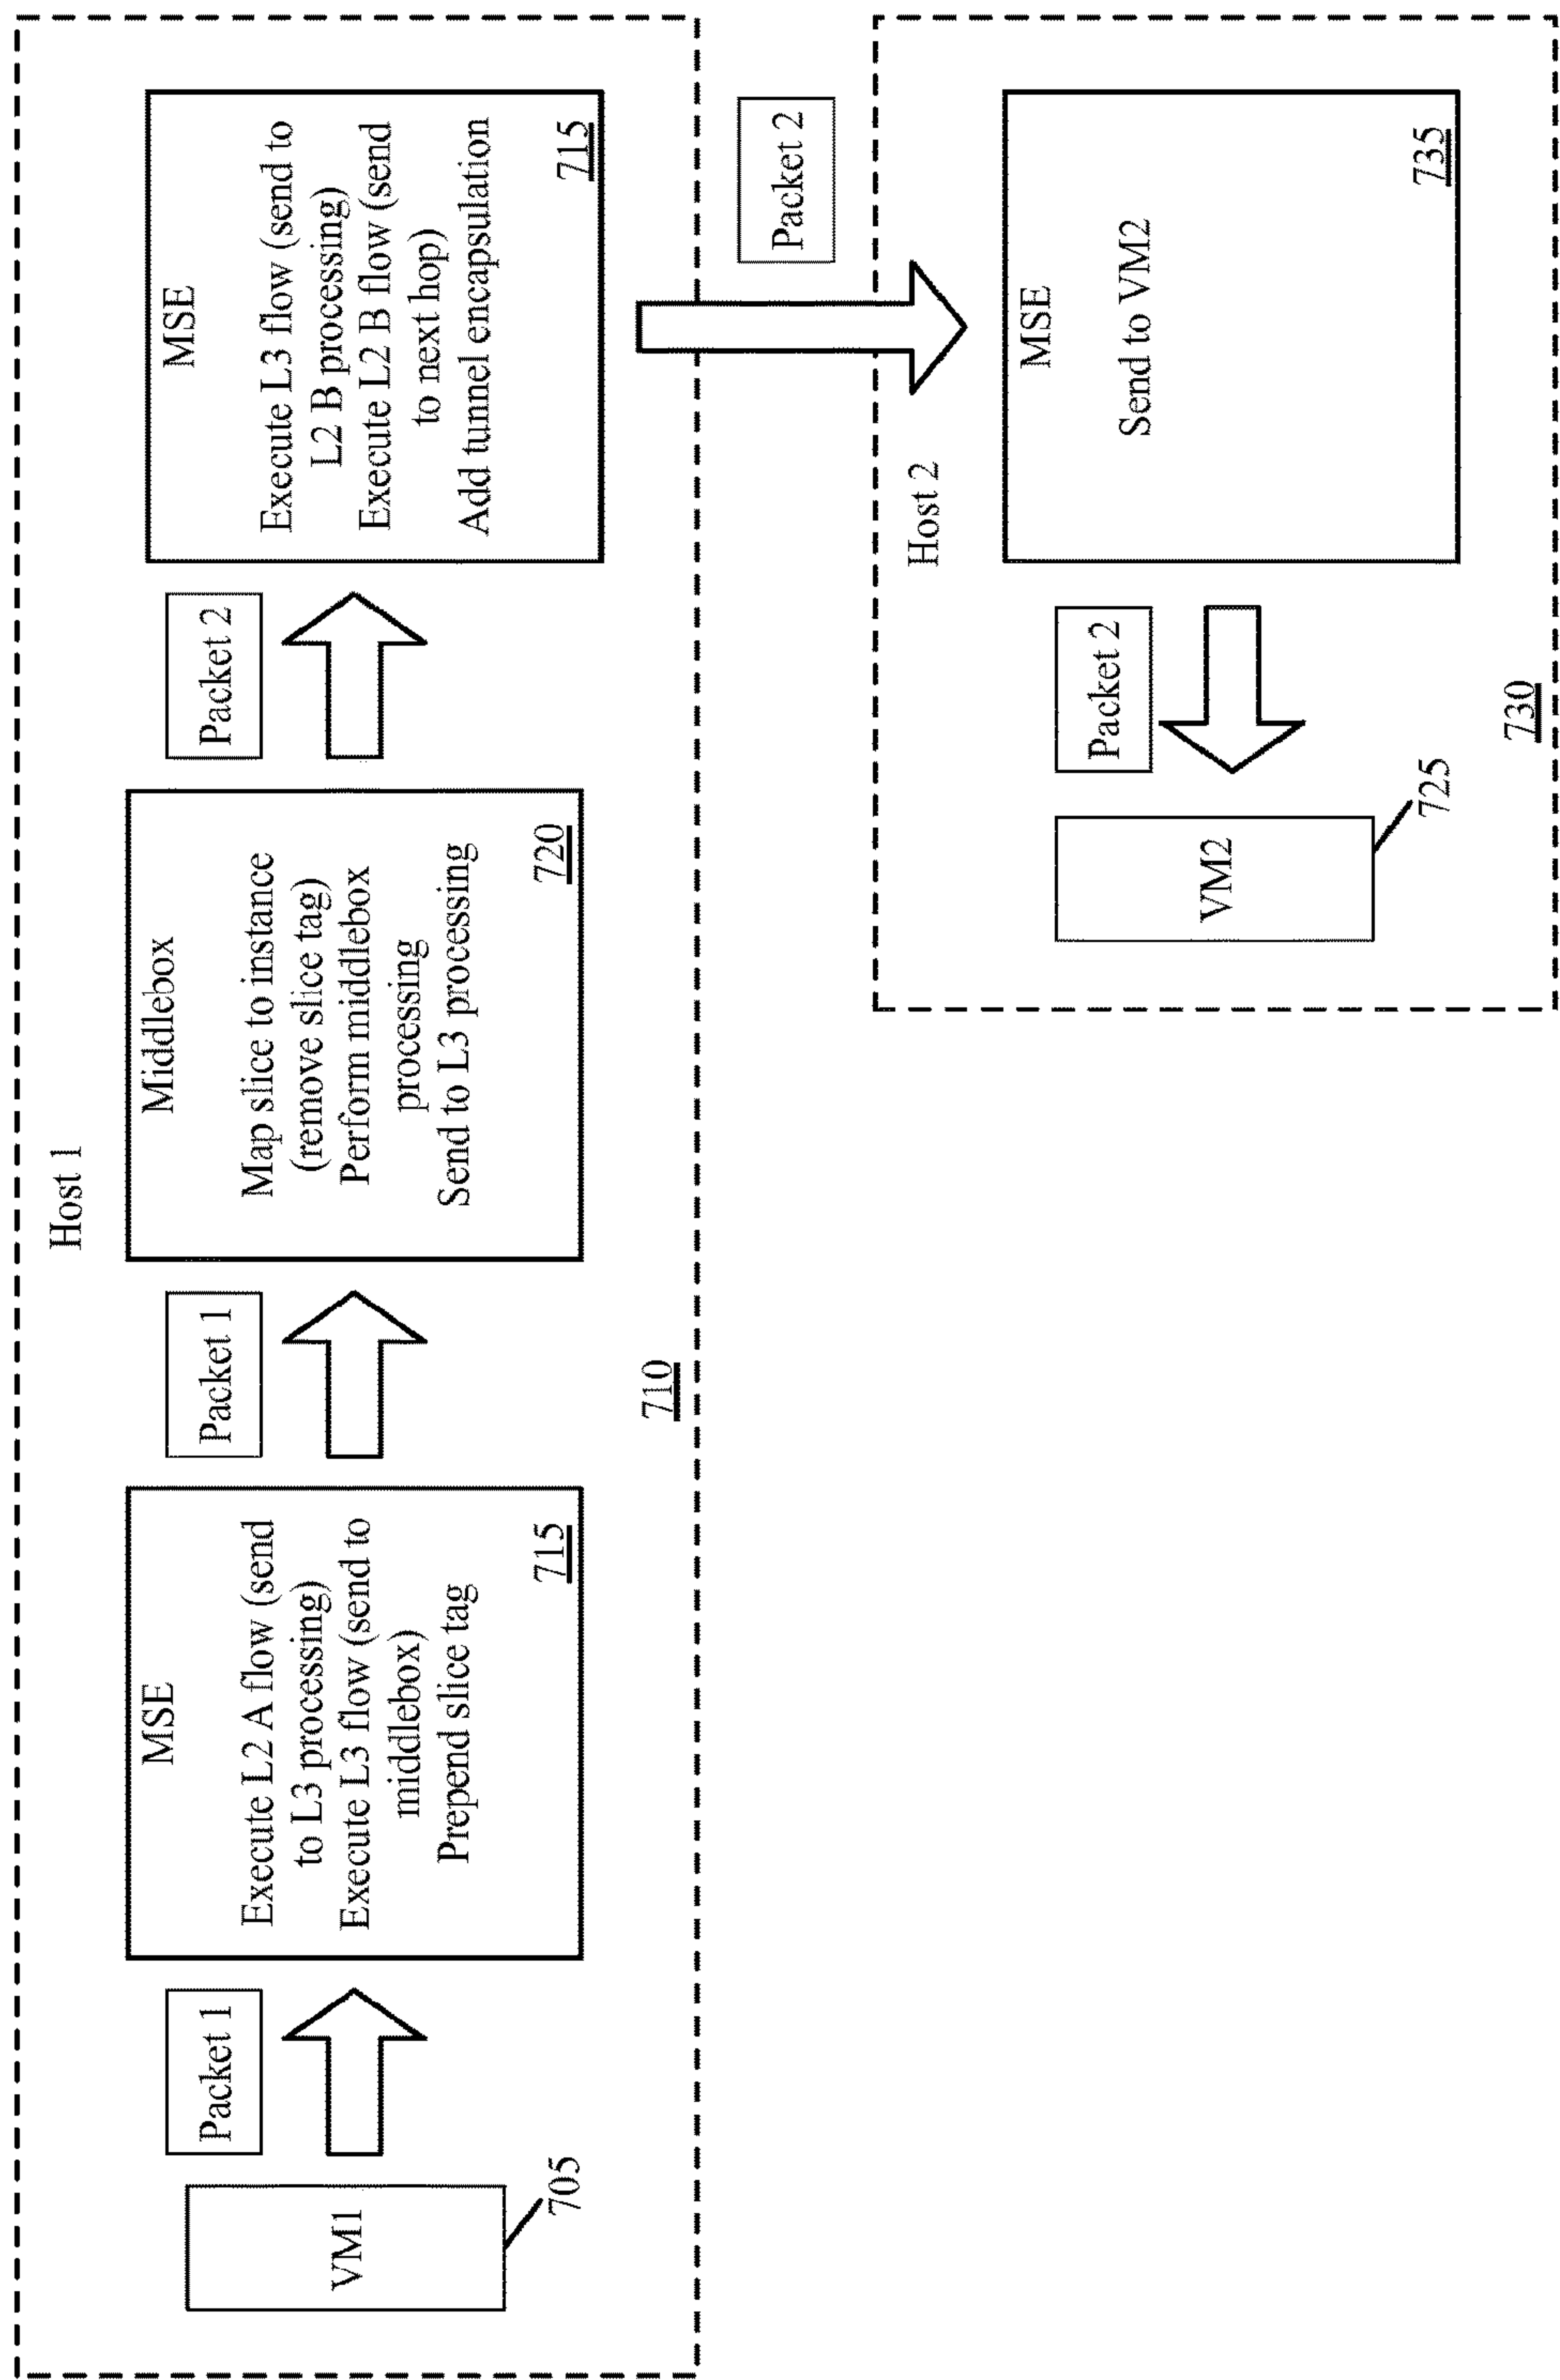 Host 1
VM1
705
Packet 1
MSE
Execute L2 A flow (send
to L3 processing)
Execute L3 flow (send to
middlebox)
Prepend slice tag
715
Packet 1
Middlebox
Map slice to instance
(remove slice tag)
Perform middlebox
processing
Send to L3 processing
720
Packet 2
MSE
Execute L3 flow (send to
L2 B processing)
Execute L2 B flow (send
to next hop)
Add tunnel encapsulation
715
710
Packet 2
Host 2
MSE
Send to VM2
735
Packet 2
VM2
725
730